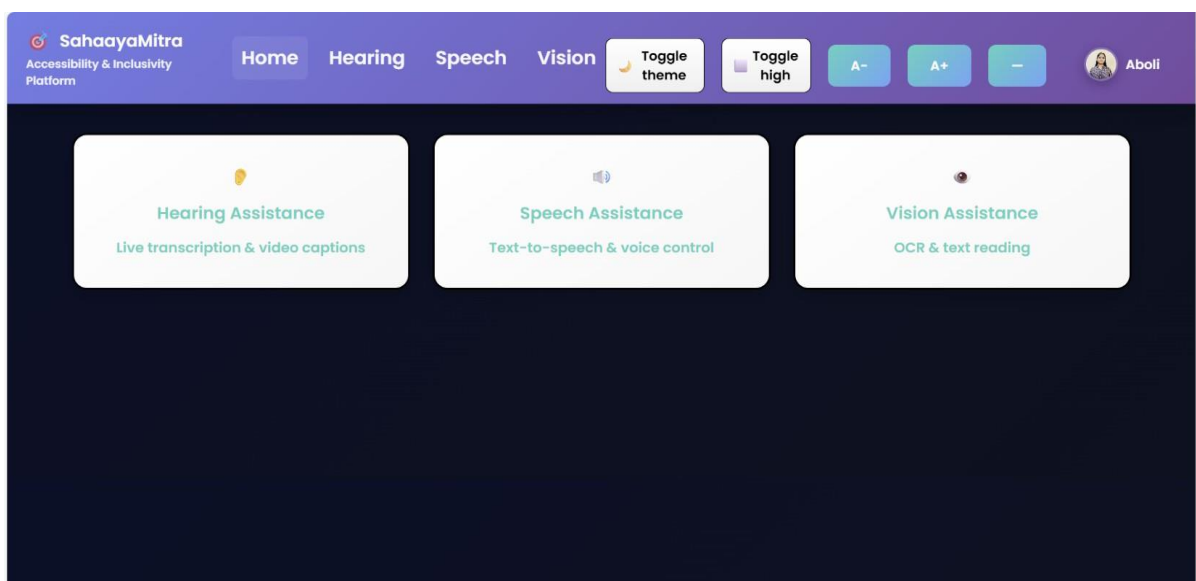 SahaayaMitra
Accessibility & Inclusivity
Platform
Home
Hearing
Speech
Vision
Toggle
theme
Toggle
high
A-
A+
—
Aboli
Hearing Assistance
Live transcription & video captions
Speech Assistance
Text-to-speech & voice control
Vision Assistance
OCR & text reading